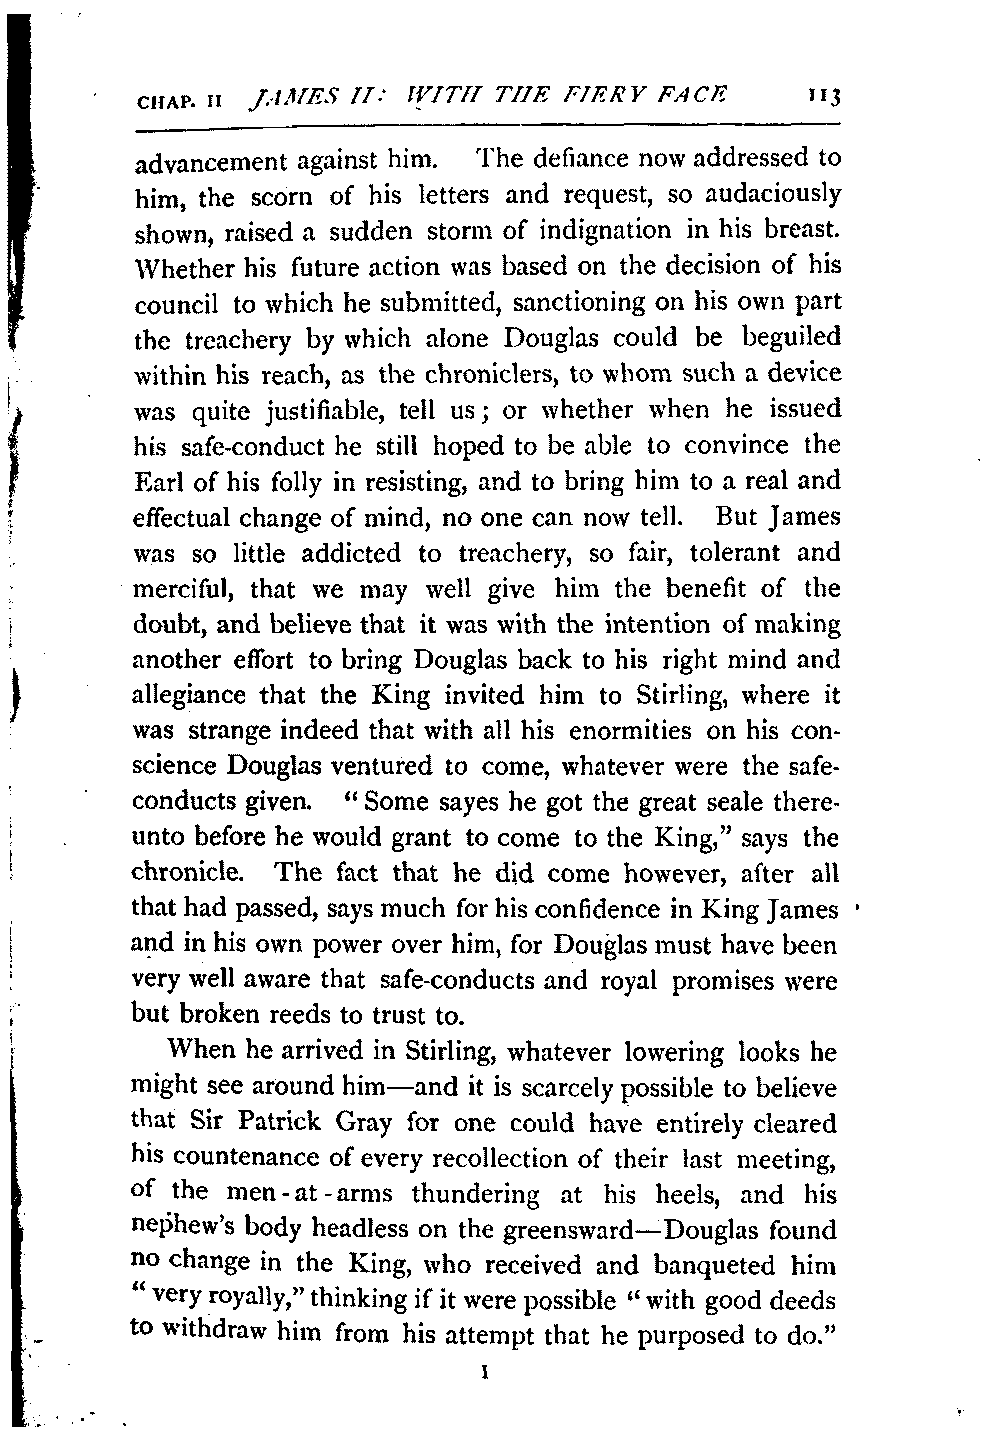 CHAP. II JAMES II: WITH THE FIERY FACE 113
advancement against him. The defiance now addressed to
him, the scorn of his letters and request, so audaciously
shown, raised a sudden storm of indignation in his breast.
Whether his future action was based on the decision of his
council to which he submitted, sanctioning on his own part
the treachery by which alone Douglas could be beguiled
within his reach, as the chroniclers, to whom such a device
was quite justifiable, tell us; or whether when he issued
his safe-conduct he still hoped to be able to convince the
Earl of his folly in resisting, and to bring him to a real and
effectual change of mind, no one can now tell. But James
was so little addicted to treachery, so fair, tolerant and
merciful, that we may well give him the benefit of the
doubt, and believe that it was with the intention of making
another effort to bring Douglas back to his right mind and
allegiance that the King invited him to Stirling, where it
was strange indeed that with all his enormities on his con-
science Douglas ventured to come, whatever were the safe-
conducts given. “Some sayes he got the great seale there-
unto before he would grant to come to the King,” says the
chronicle. The fact that he did come however, after all
that had passed, says much for his confidence in King James
and in his own power over him, for Douglas must have been
very well aware that safe-conducts and royal promises were
but broken reeds to trust to.
When he arrived in Stirling, whatever lowering looks he
might see around him—and it is scarcely possible to believe
that Sir Patrick Gray for one could have entirely cleared
his countenance of every recollection of their last meeting,
of the men-at-arms thundering at his heels, and his
nephew's body headless on the greensward—Douglas found
no change in the King, who received and banqueted him
“very royally,” thinking if it were possible “with good deeds
to withdraw him from his attempt that he purposed to do.”
I